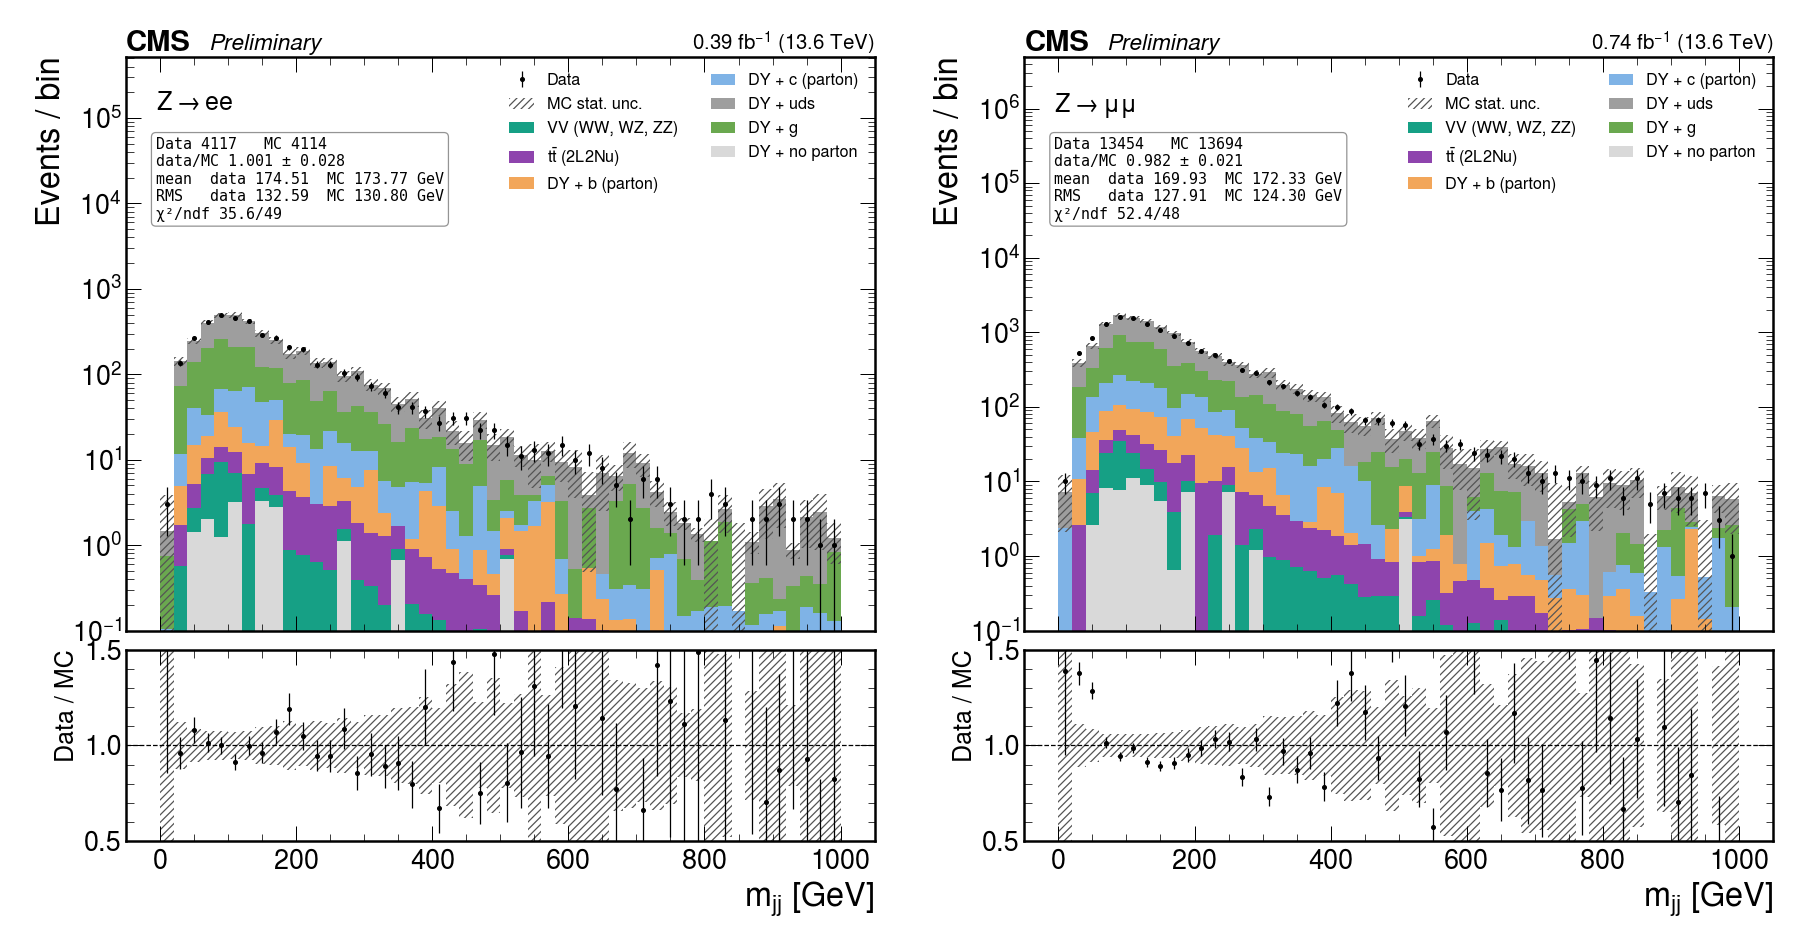 CMS Preliminary 0.39 fb⁻¹ (13.6 TeV)
Events / bin
Z → ee
Data 4117 MC 4114
data/MC 1.001 ± 0.028
mean data 174.51 MC 173.77 GeV
RMS data 132.59 MC 130.80 GeV
χ²/ndf 35.6/49
Data
MC stat. unc.
VV (WW, WZ, ZZ)
tt̄ (2L2Nu)
DY + b (parton)
DY + c (parton)
DY + uds
DY + g
DY + no parton
10⁵
10⁴
10³
10²
10¹
10⁰
10⁻¹
Data / MC
1.5
1.0
0.5
0 200 400 600 800 1000
m_jj [GeV]
CMS Preliminary 0.74 fb⁻¹ (13.6 TeV)
Events / bin
Z → μμ
Data 13454 MC 13694
data/MC 0.982 ± 0.021
mean data 169.93 MC 172.33 GeV
RMS data 127.91 MC 124.30 GeV
χ²/ndf 52.4/48
Data
MC stat. unc.
VV (WW, WZ, ZZ)
tt̄ (2L2Nu)
DY + b (parton)
DY + c (parton)
DY + uds
DY + g
DY + no parton
10⁶
10⁵
10⁴
10³
10²
10¹
10⁰
10⁻¹
Data / MC
1.5
1.0
0.5
0 200 400 600 800 1000
m_jj [GeV]